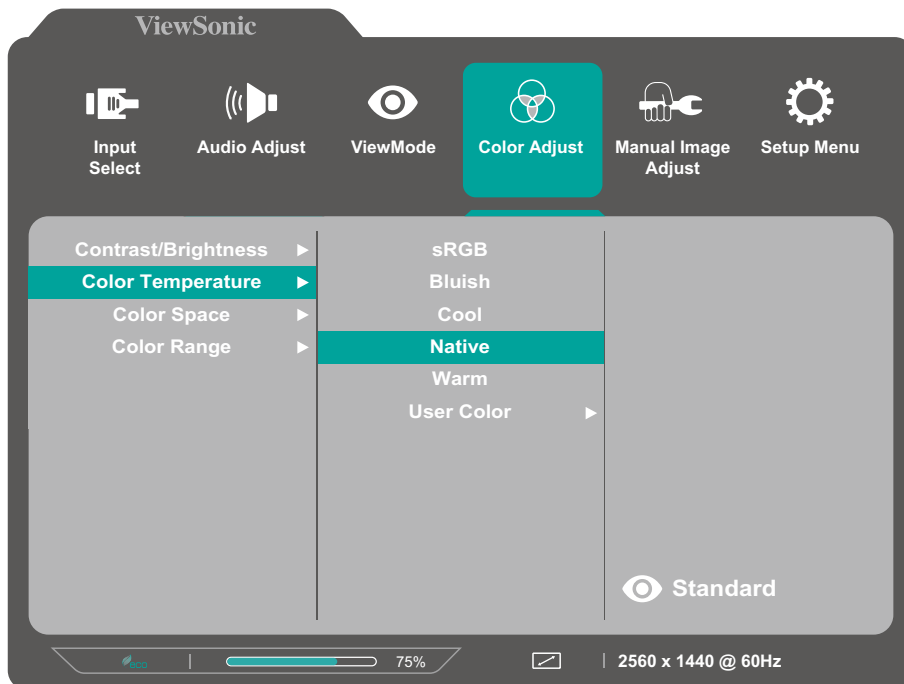 ViewSonic
Input Select
Audio Adjust
ViewMode
Color Adjust
Manual Image Adjust
Setup Menu
Contrast/Brightness
Color Temperature
Color Space
Color Range
sRGB
Bluish
Cool
Native
Warm
User Color
Standard
eco
75%
2560 x 1440 @ 60Hz